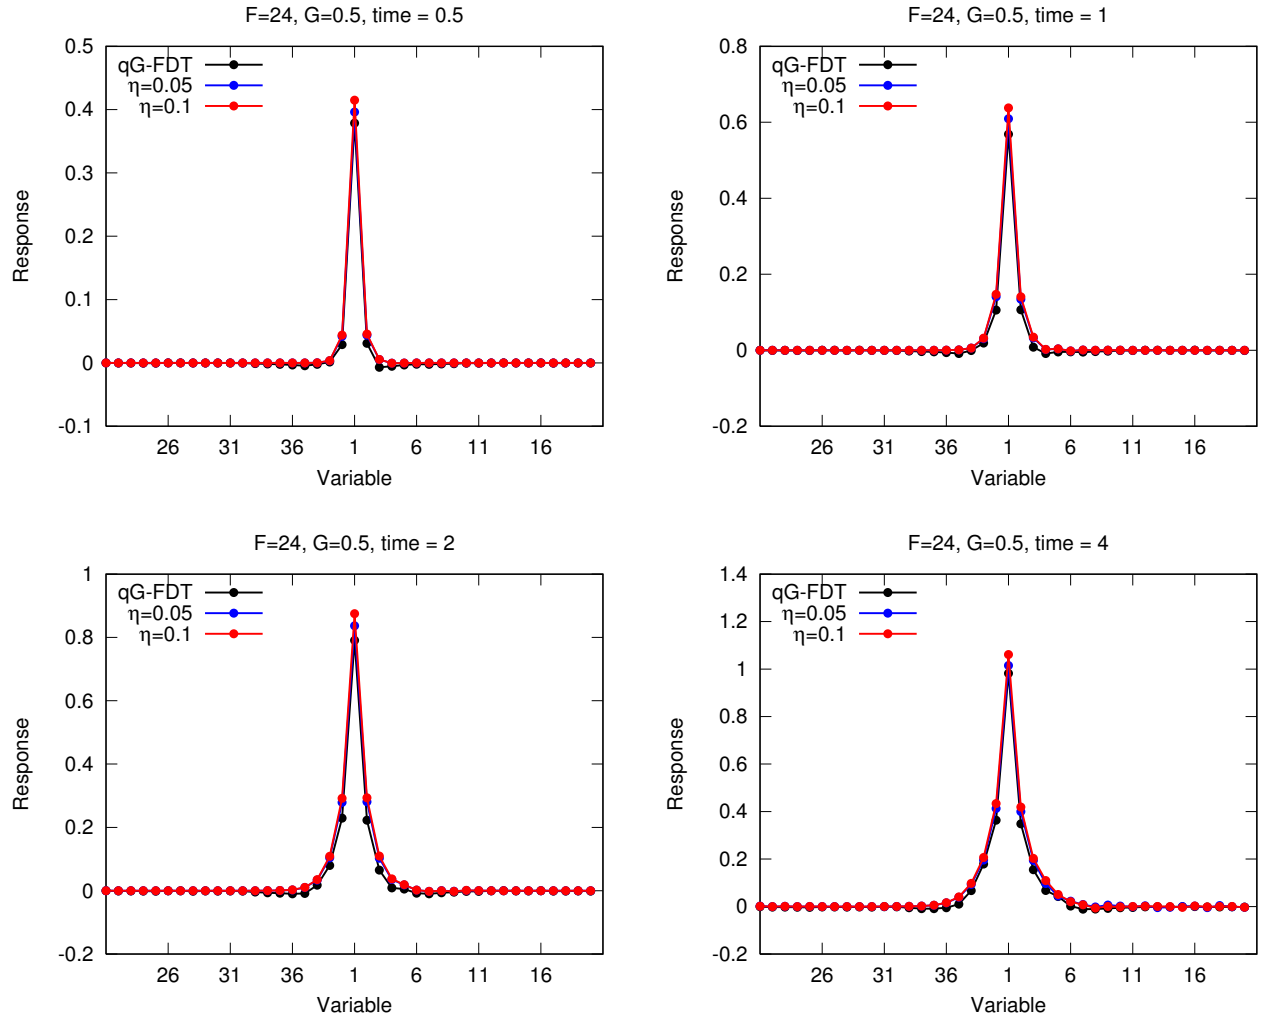 F=24, G=0.5, time = 0.5
0.5
0.4
0.3
0.2
0.1
0
-0.1
Response
qG-FDT
η=0.05
η=0.1
26 31 36 1 6 11 16
Variable
F=24, G=0.5, time = 1
0.8
0.6
0.4
0.2
0
-0.2
Response
qG-FDT
η=0.05
η=0.1
26 31 36 1 6 11 16
Variable
F=24, G=0.5, time = 2
1
0.8
0.6
0.4
0.2
0
-0.2
Response
qG-FDT
η=0.05
η=0.1
26 31 36 1 6 11 16
Variable
F=24, G=0.5, time = 4
1.4
1.2
1
0.8
0.6
0.4
0.2
0
-0.2
Response
qG-FDT
η=0.05
η=0.1
26 31 36 1 6 11 16
Variable